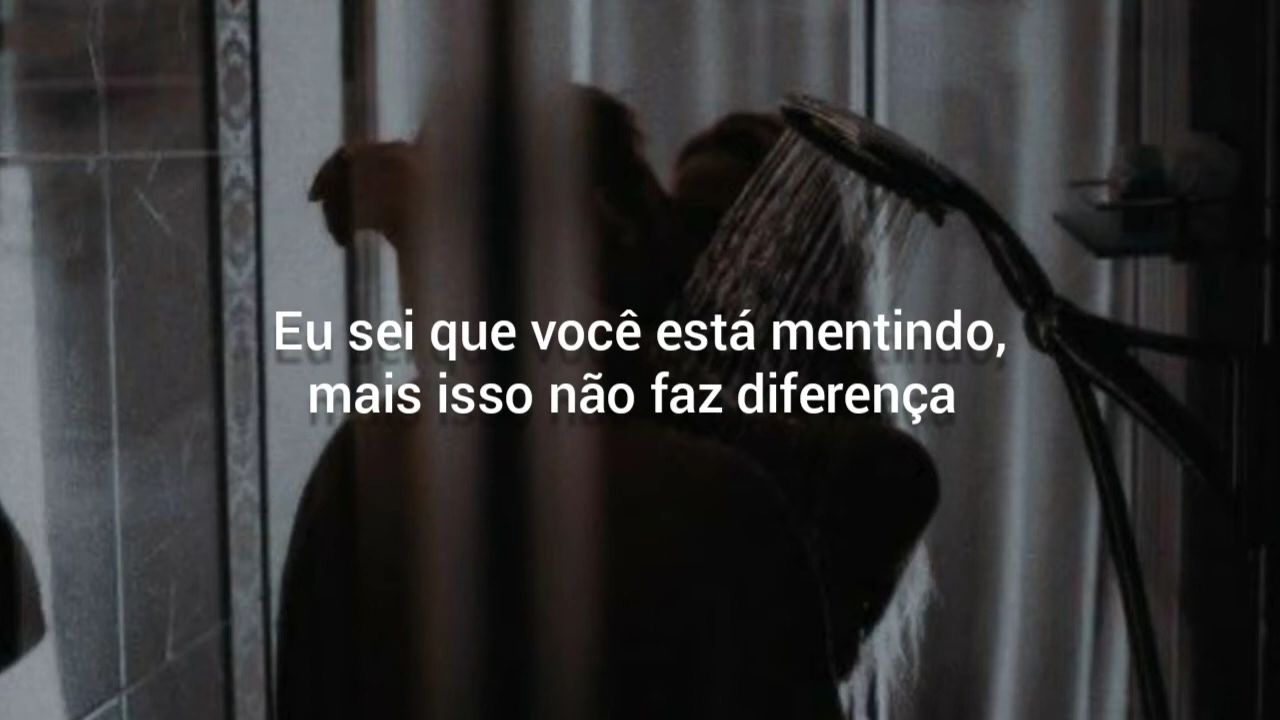 Eu sei que você está mentindo,
mais isso não faz diferença